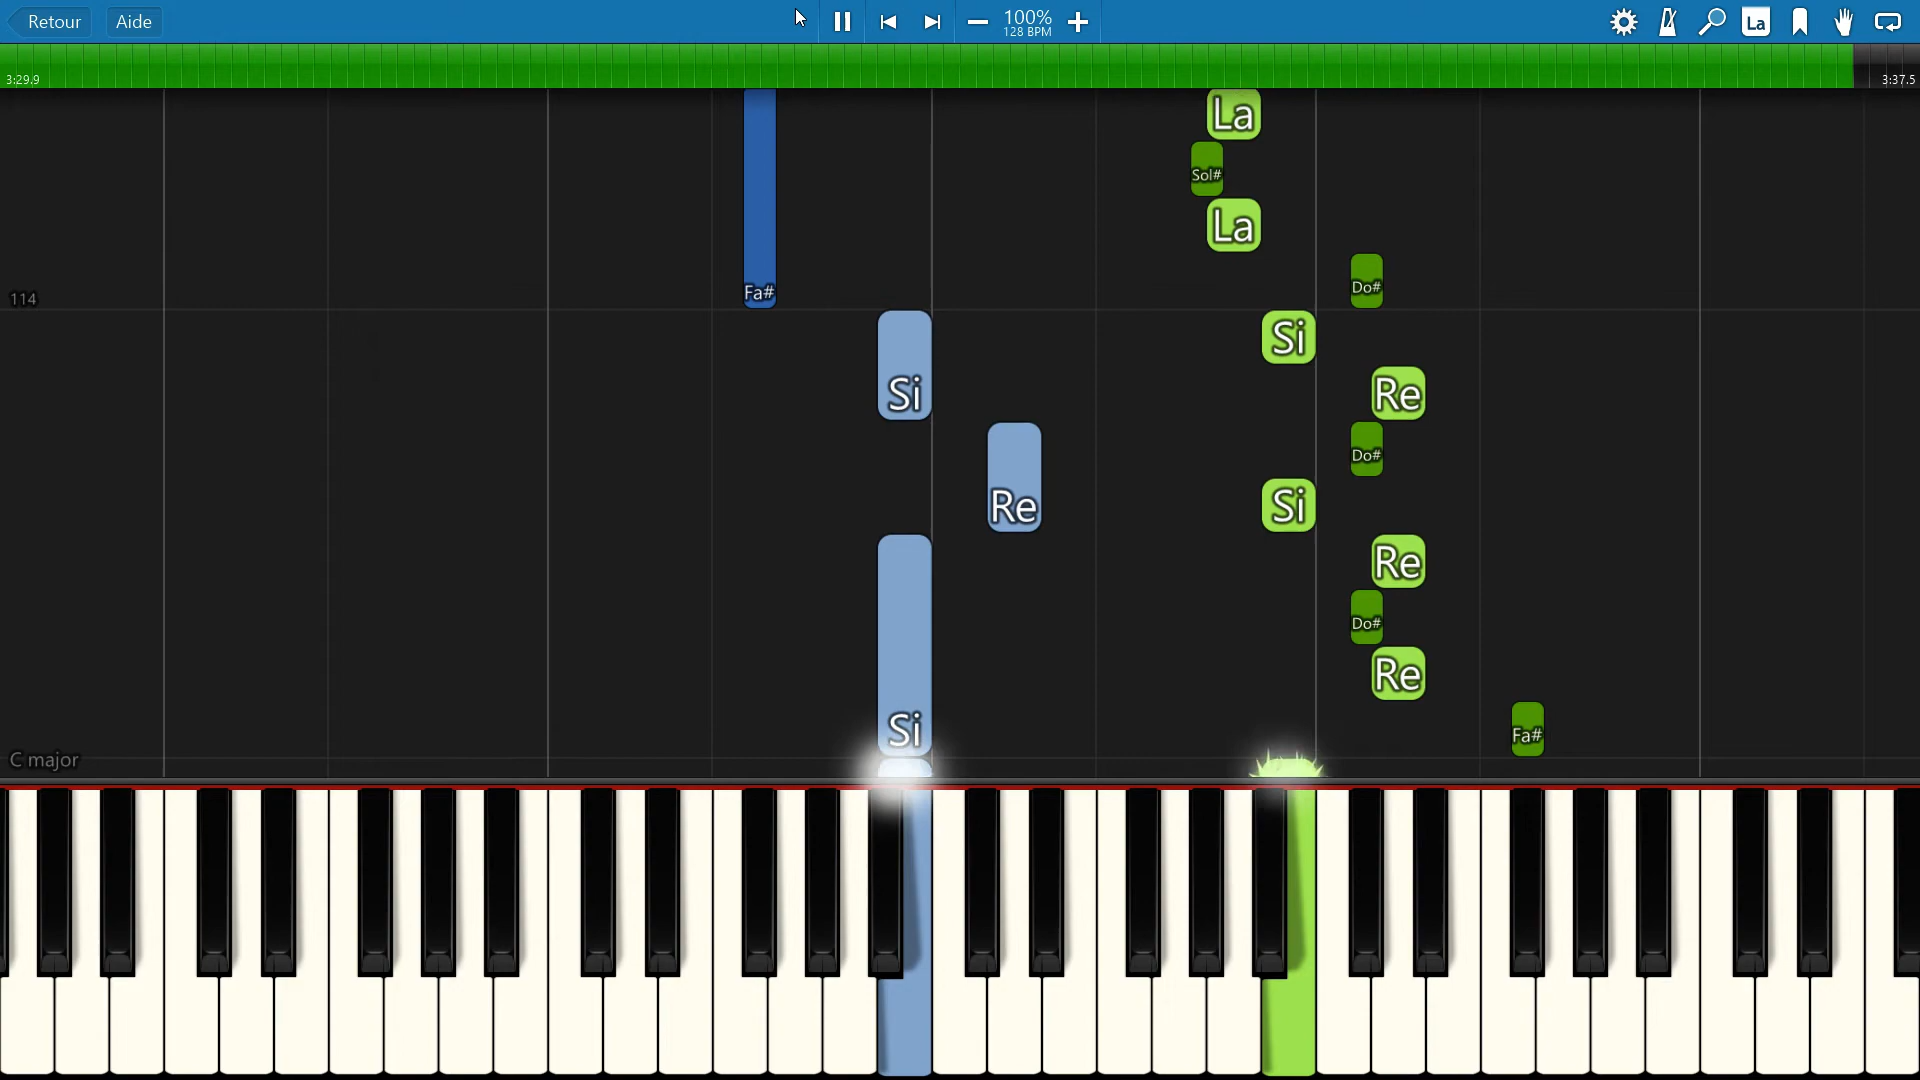 Retour
Aide
100%
128 BPM
La
3:29.9
3:37.5
La
Sol#
La
Do#
Fa#
114
Si
Si
Re
Do#
Re
Si
Re
Do#
Re
Si
Fa#
C major